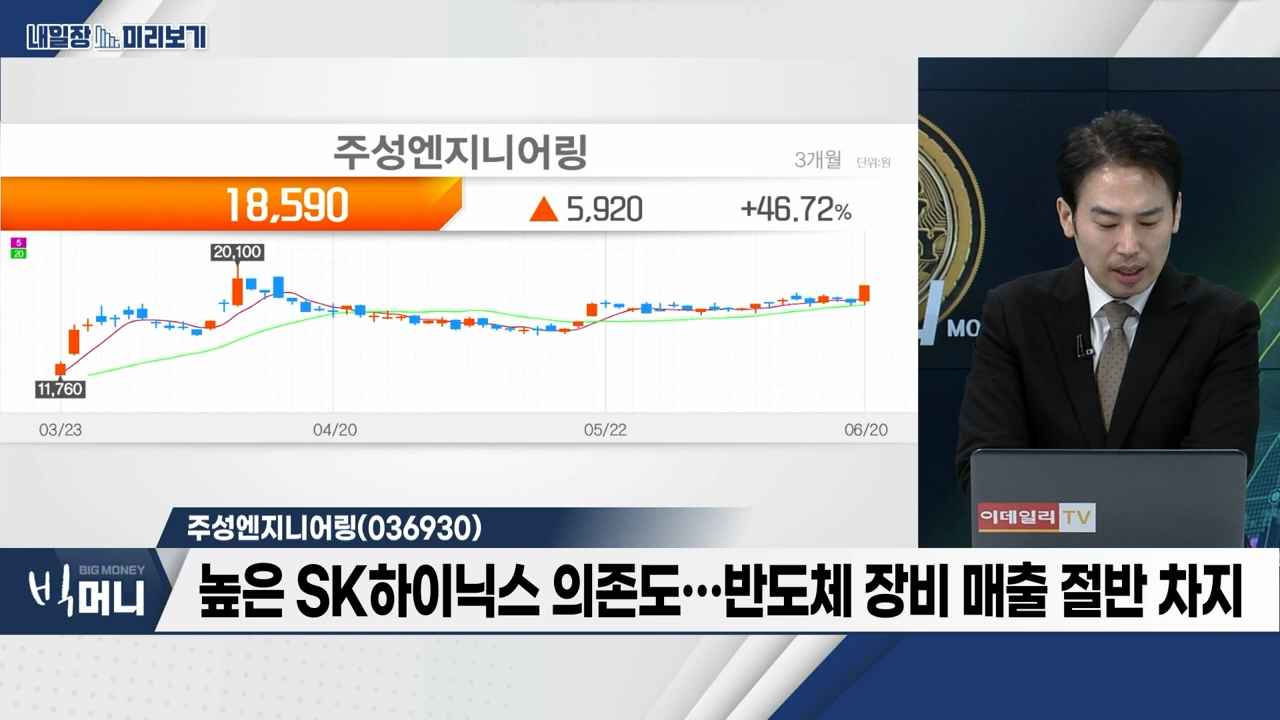 내일장 미리보기
주성엔지니어링
3개월 단위:원
18,590 ▲ 5,920 +46.72%
5
20
20,100
11,760
03/23 04/20 05/22 06/20
MO
이데일리 TV
주성엔지니어링(036930)
BIG MONEY
빅머니
높은 SK하이닉스 의존도…반도체 장비 매출 절반 차지